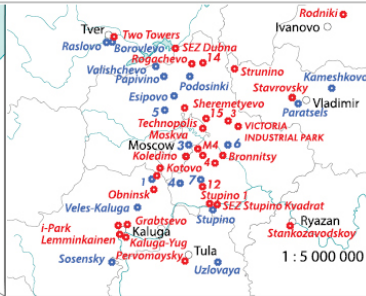 Rodniki
Tver Two Towers Ivanovo
Raslovo Borovlevo SEZ Dubna
Rogachevo 14
Valishchevo Strunino
Papivino Podosinki Kameshkovo
Stavrovsky
Esipovo Vladimir
Sheremetyevo Paratsels
5 15 3
Technopolis VICTORIA
Moskva INDUSTRIAL PARK
Moscow 3 M4 6
Koledino 4 Bronnitsy
Kotovo
1 4 7 12
Obninsk Stupino 1
SEZ Stupino Kvadrat
Veles-Kaluga Stupino
Grabtsevo Ryazan
i-Park Kaluga Stankozavodskoy
Lemminkainen
Kaluga-Yug Tula 1 : 5 000 000
Sosensky Pervomaysky
Uzlovaya